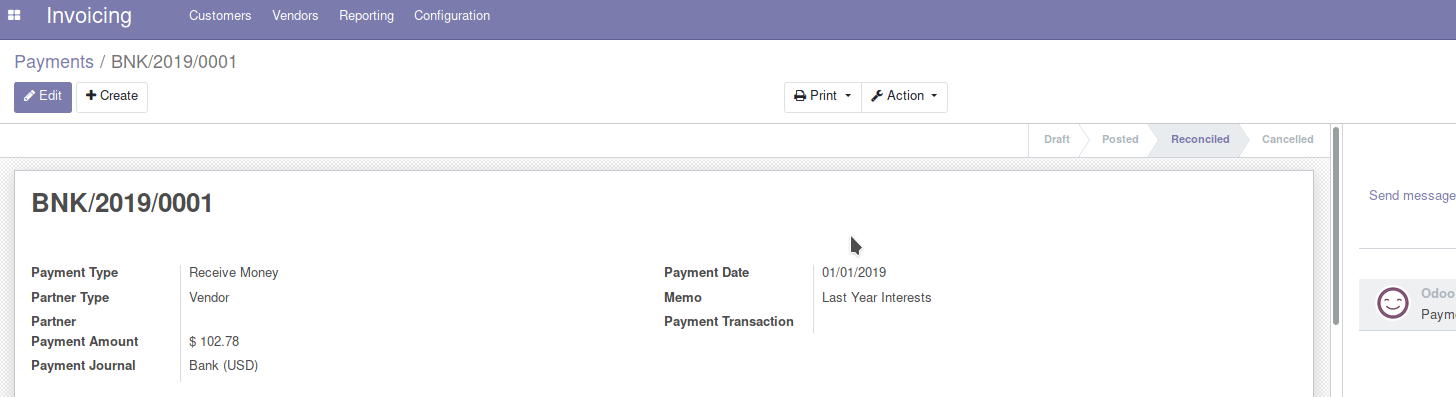 Invoicing Customers Vendors Reporting Configuration
Payments / BNK/2019/0001
Edit Create Print Action
Draft Posted Reconciled Cancelled
Send message
BNK/2019/0001
Payment Type Receive Money
Partner Type Vendor
Partner
Payment Amount $ 102.78
Payment Journal Bank (USD)
Payment Date 01/01/2019
Memo Last Year Interests
Payment Transaction
Odoo